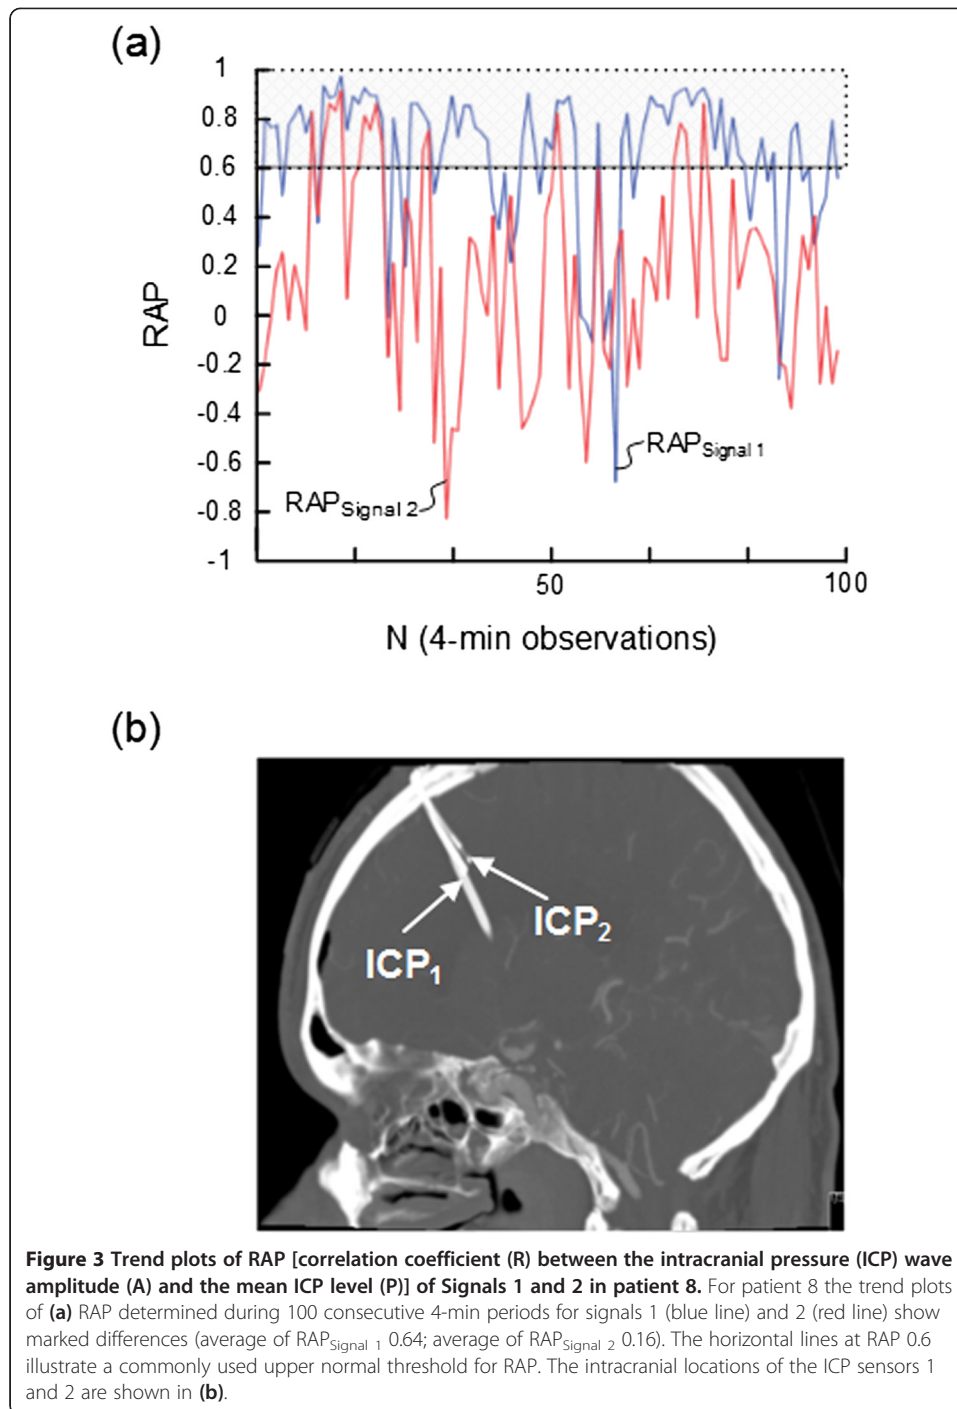 (a)
1
0.8
0.6
0.4
0.2
0
-0.2
-0.4
-0.6
-0.8
-1
RAP
RAPSignal 1
RAPSignal 2
50
100
N (4-min observations)
(b)
ICP1
ICP2
Figure 3 Trend plots of RAP [correlation coefficient (R) between the intracranial pressure (ICP) wave
amplitude (A) and the mean ICP level (P)] of Signals 1 and 2 in patient 8. For patient 8 the trend plots
of (a) RAP determined during 100 consecutive 4-min periods for signals 1 (blue line) and 2 (red line) show
marked differences (average of RAPSignal 1 0.64; average of RAPSignal 2 0.16). The horizontal lines at RAP 0.6
illustrate a commonly used upper normal threshold for RAP. The intracranial locations of the ICP sensors 1
and 2 are shown in (b).